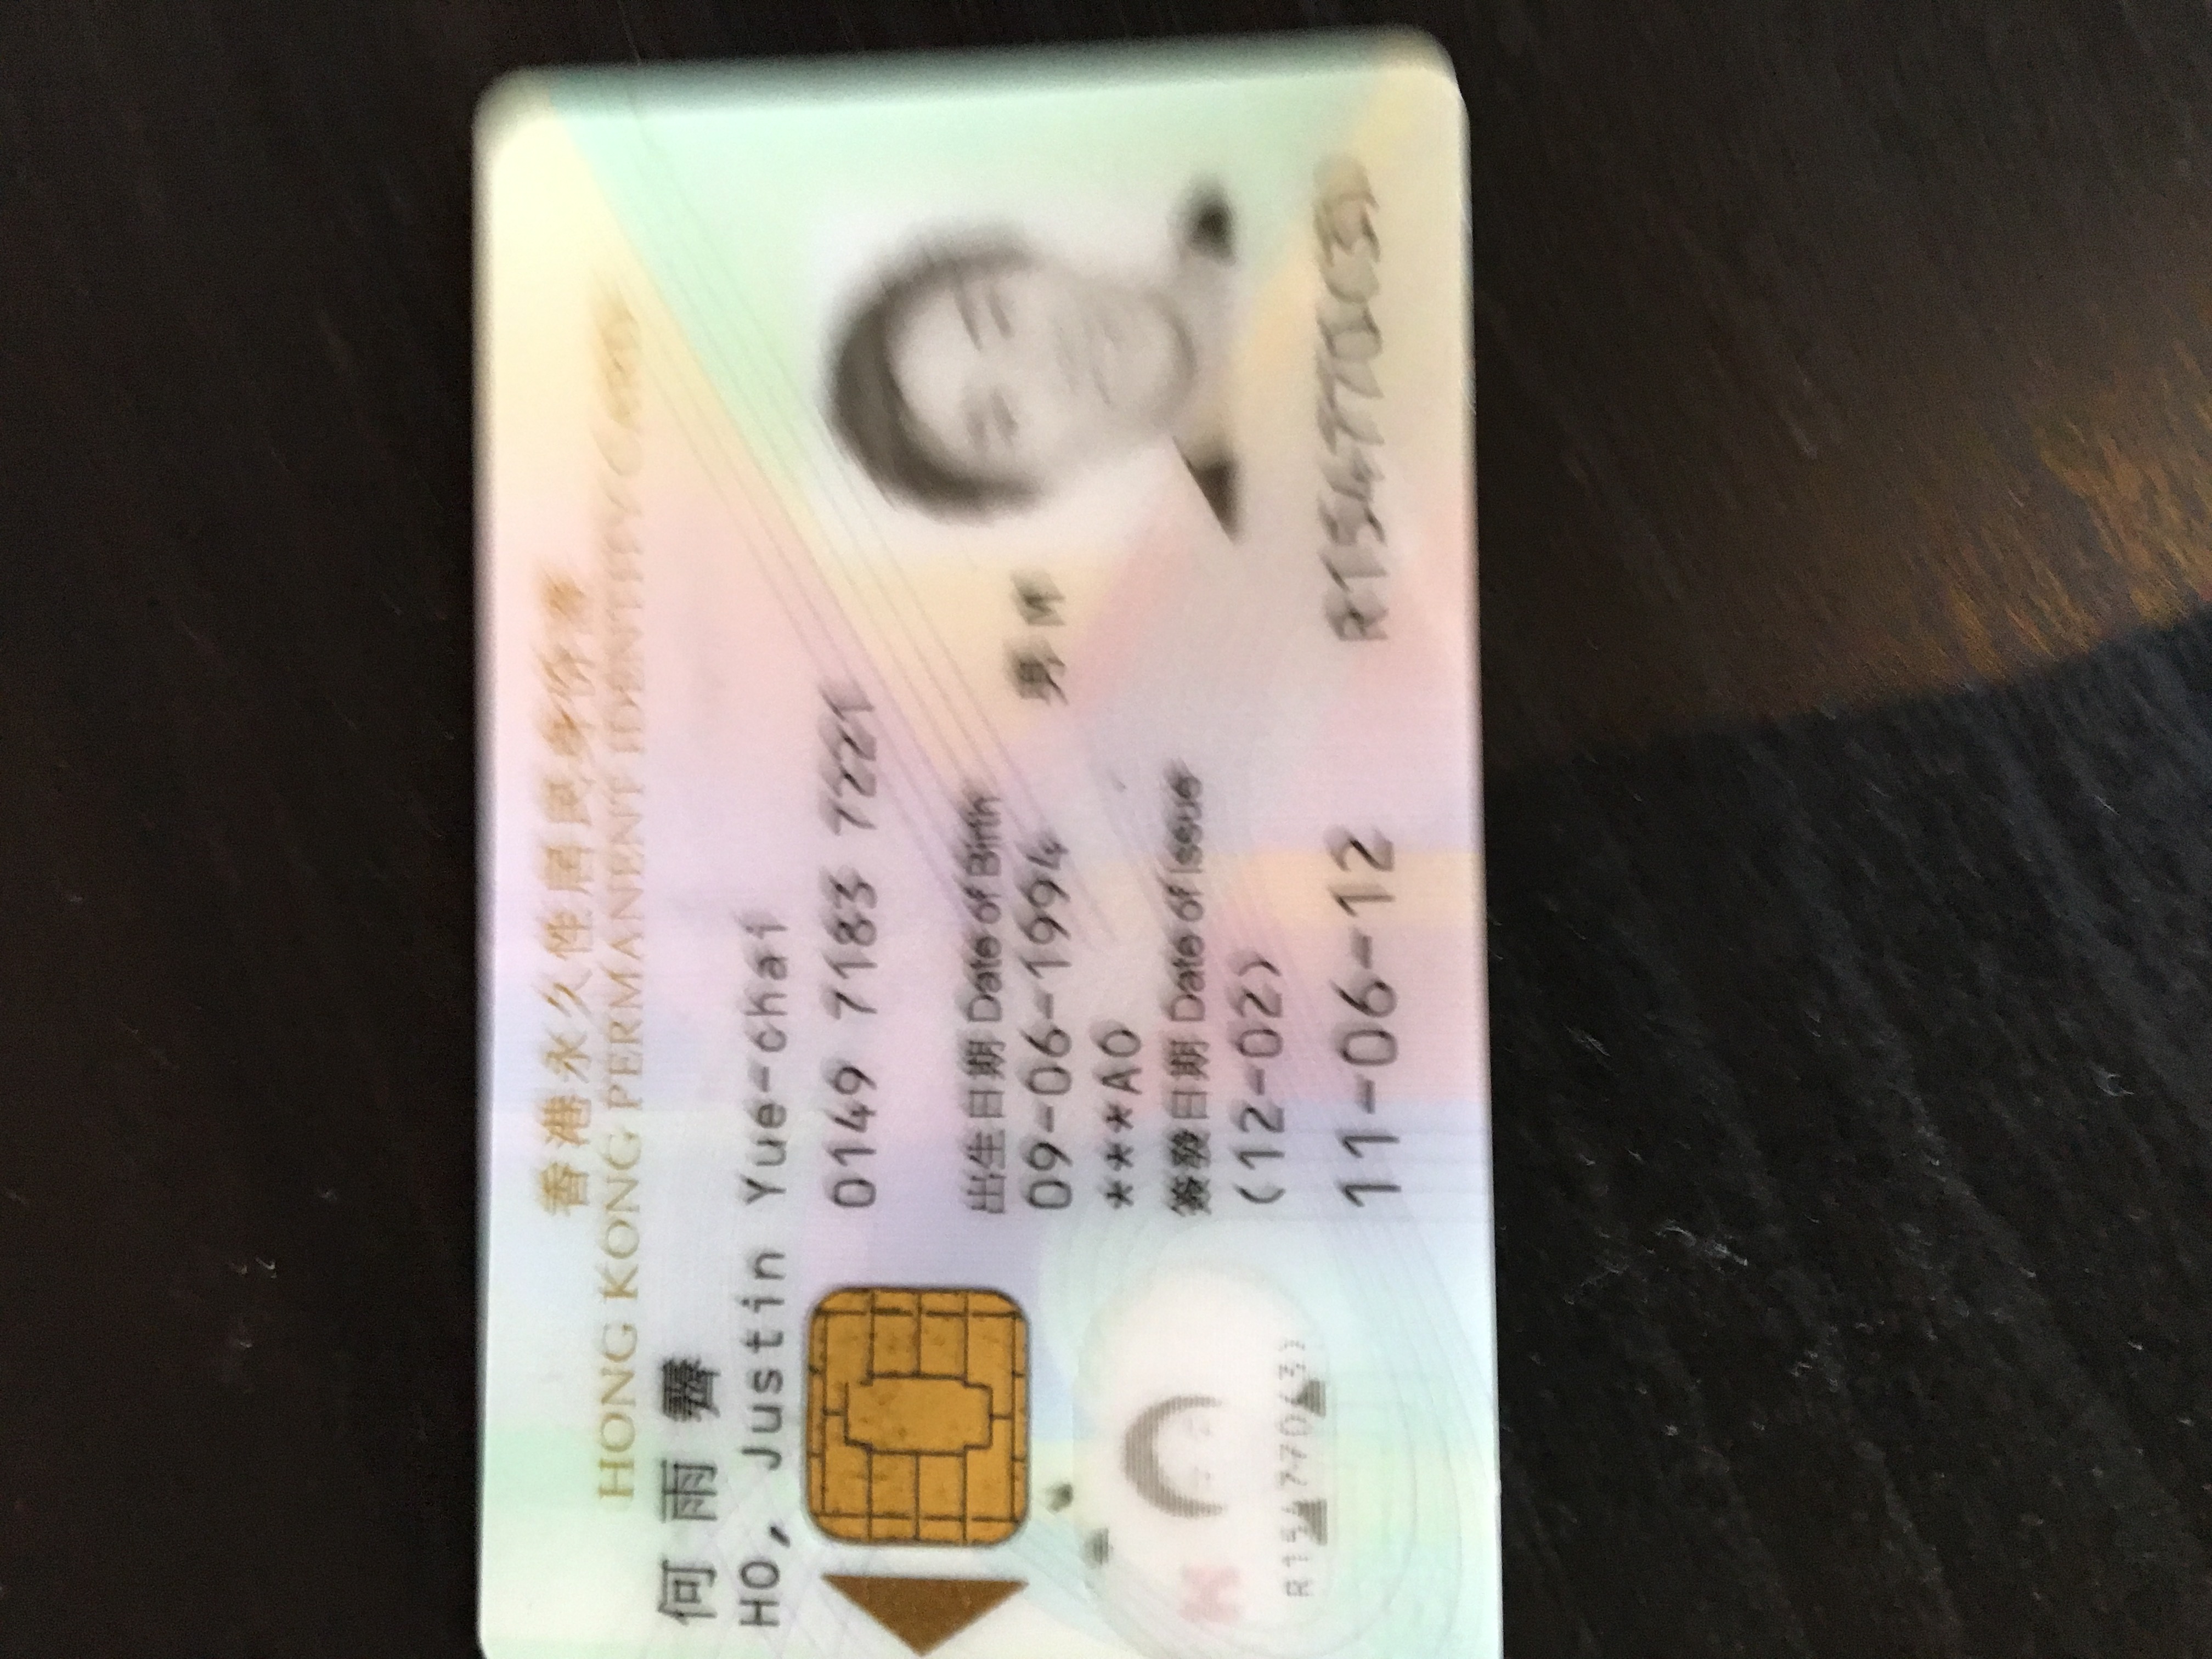 香港永久性居民身份證
HONG KONG PERMANENT IDENTITY CARD
何雨霽
HO, Justin Yue-chai
0149 7183 7221
出生日期 Date of Birth
09-06-1994 男 M
***AO
簽發日期 Date of Issue
(12-02)
R154770(3)
11-06-12 R154770(3)